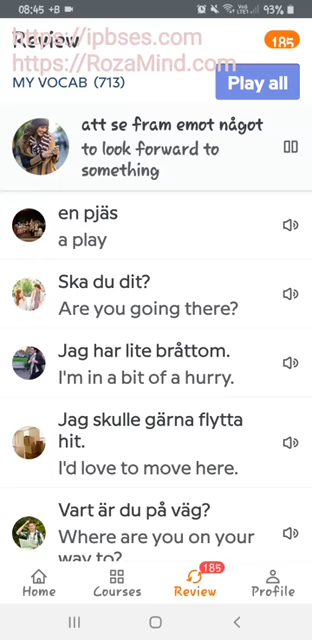 08:45 +B
93%
https://ipbses.com
Review
185
https://RozaMind.com
MY VOCAB (713)
Play all
att se fram emot något
to look forward to
something
en pjäs
a play
Ska du dit?
Are you going there?
Jag har lite bråttom.
I'm in a bit of a hurry.
Jag skulle gärna flytta
hit.
I'd love to move here.
Vart är du på väg?
Where are you on your
way to?
185
Home
Courses
Review
Profile